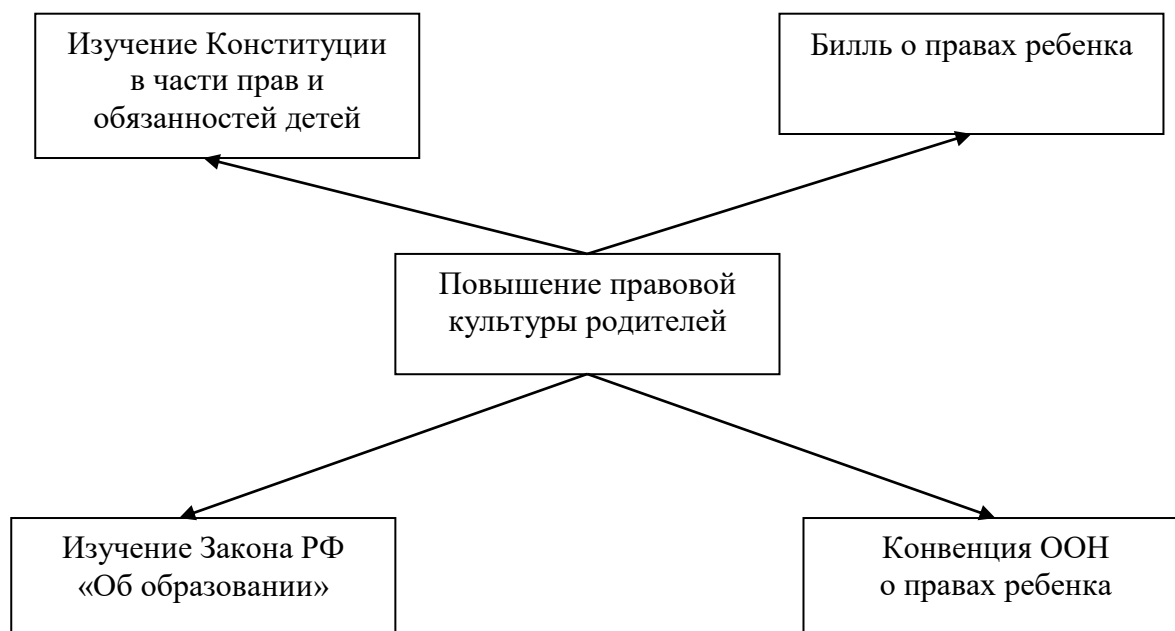 Изучение Конституции
в части прав и
обязанностей детей
Билль о правах ребенка
Повышение правовой
культуры родителей
Изучение Закона РФ
«Об образовании»
Конвенция ООН
о правах ребенка